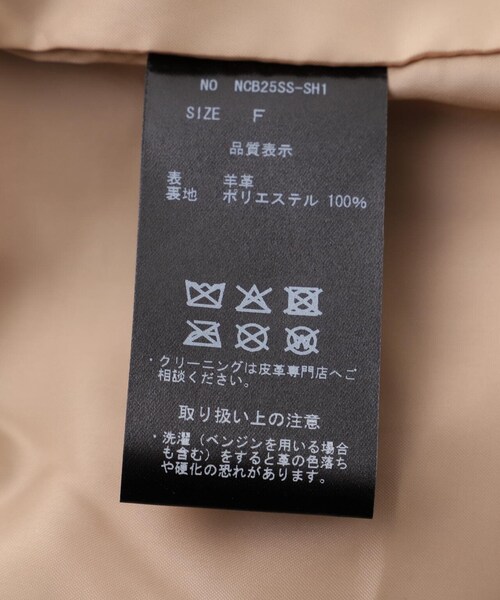 NO NCB25SS-SH1
SIZE F
品質表示
表 羊革
裏地 ポリエステル 100%
・クリーニングは皮革専門店へご
相談ください。
取り扱い上の注意
・洗濯（ベンジンを用いる場合
も含む）をすると革の色落ち
や硬化の恐れがあります。